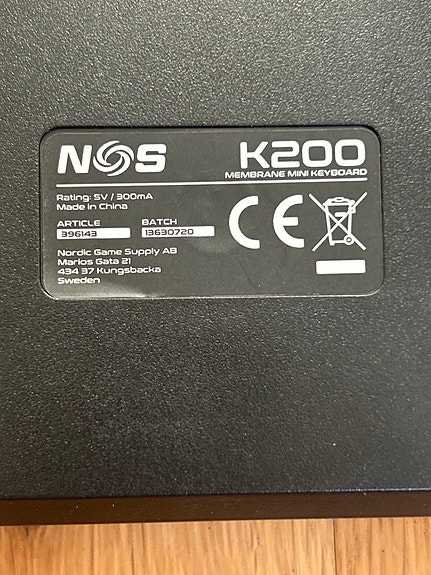 NOS K200
MEMBRANE MINI KEYBOARD
Rating: 5V / 300mA
Made in China
ARTICLE BATCH
396143 13630720
Nordic Game Supply AB
Marios Gata 21
434 37 Kungsbacka
Sweden
CE